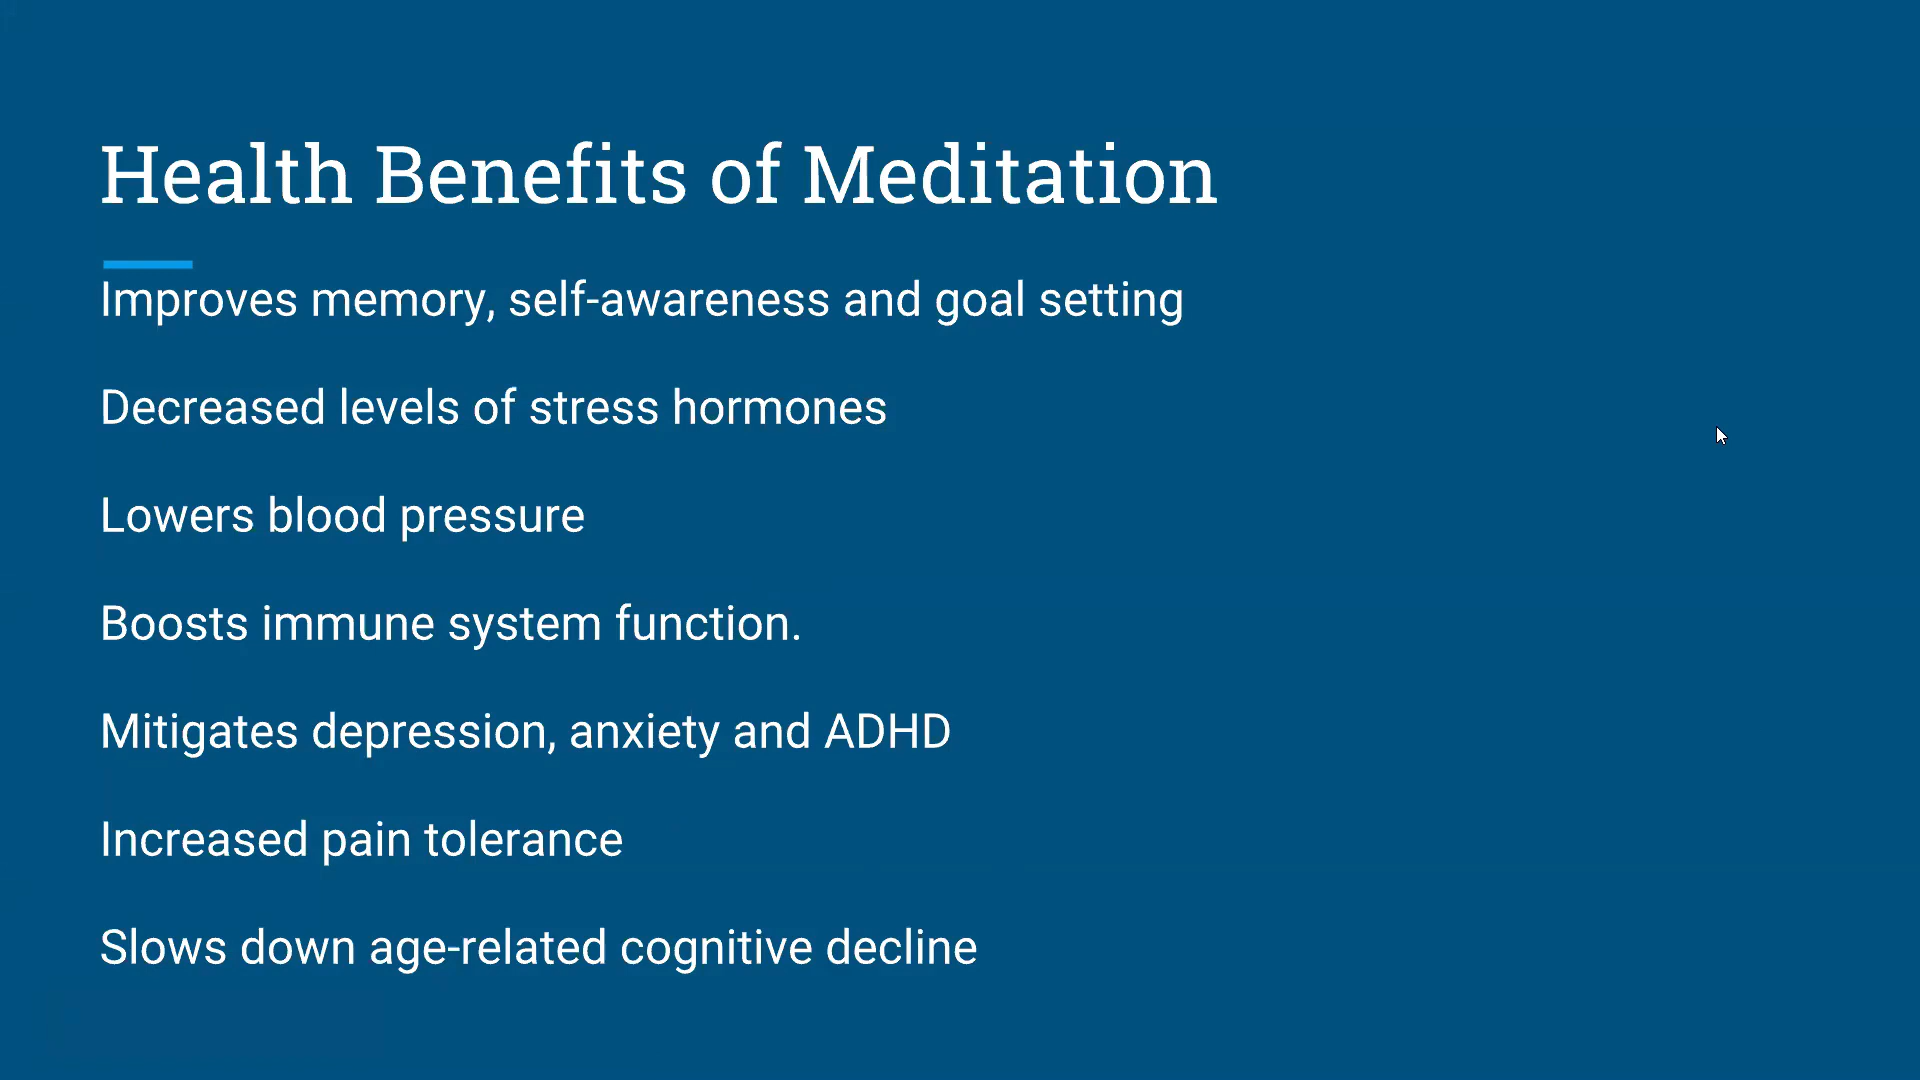 Health Benefits of Meditation
Improves memory, self-awareness and goal setting
Decreased levels of stress hormones
Lowers blood pressure
Boosts immune system function.
Mitigates depression, anxiety and ADHD
Increased pain tolerance
Slows down age-related cognitive decline